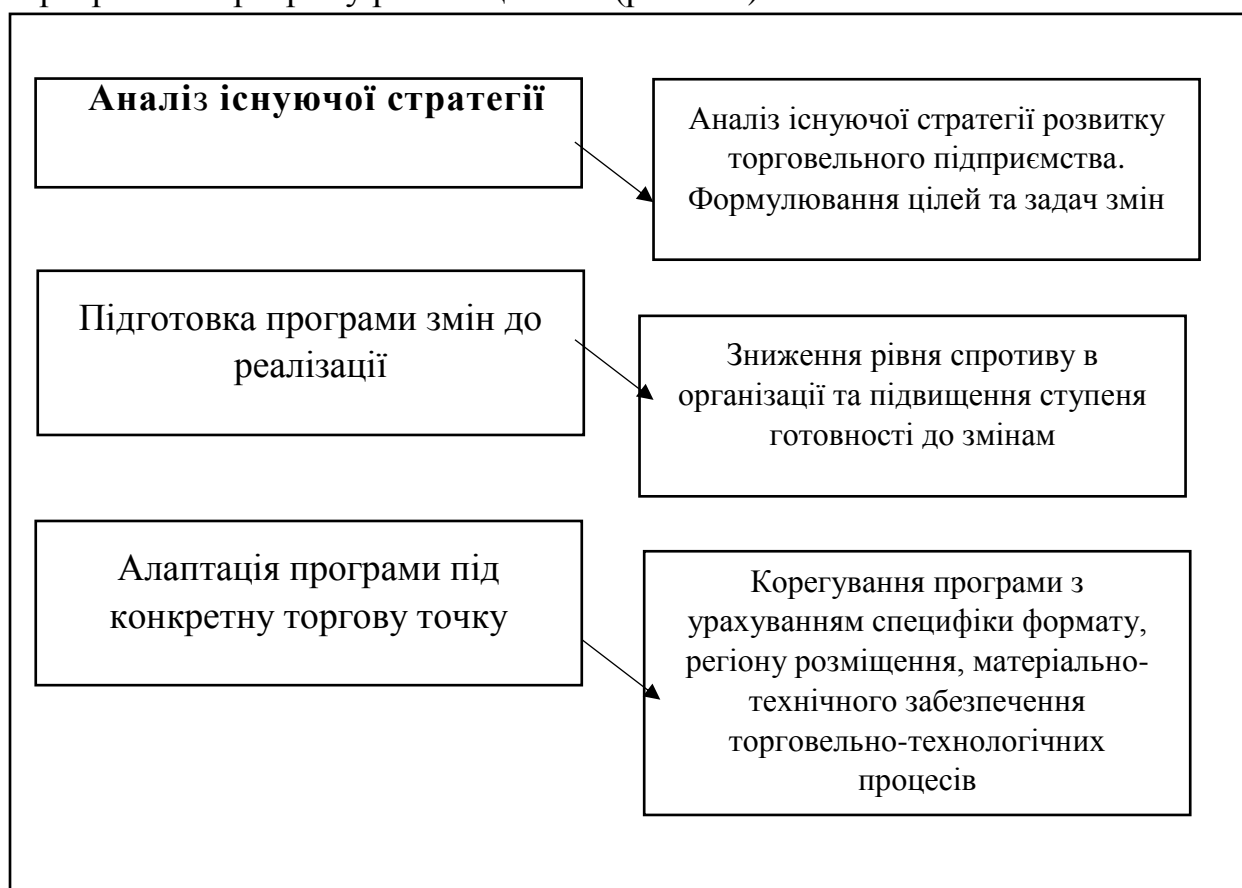 Аналіз існуючої стратегії
Аналіз існуючої стратегії розвитку
торговельного підприємства.
Формулювання цілей та задач змін
Підготовка програми змін до
реалізації
Зниження рівня спротиву в
організації та підвищення ступеня
готовності до змінам
Алаптація програми під
конкретну торгову точку
Корегування програми з
урахуванням специфіки формату,
регіону розміщення, матеріально-
технічного забезпечення
торговельно-технологічних
процесів